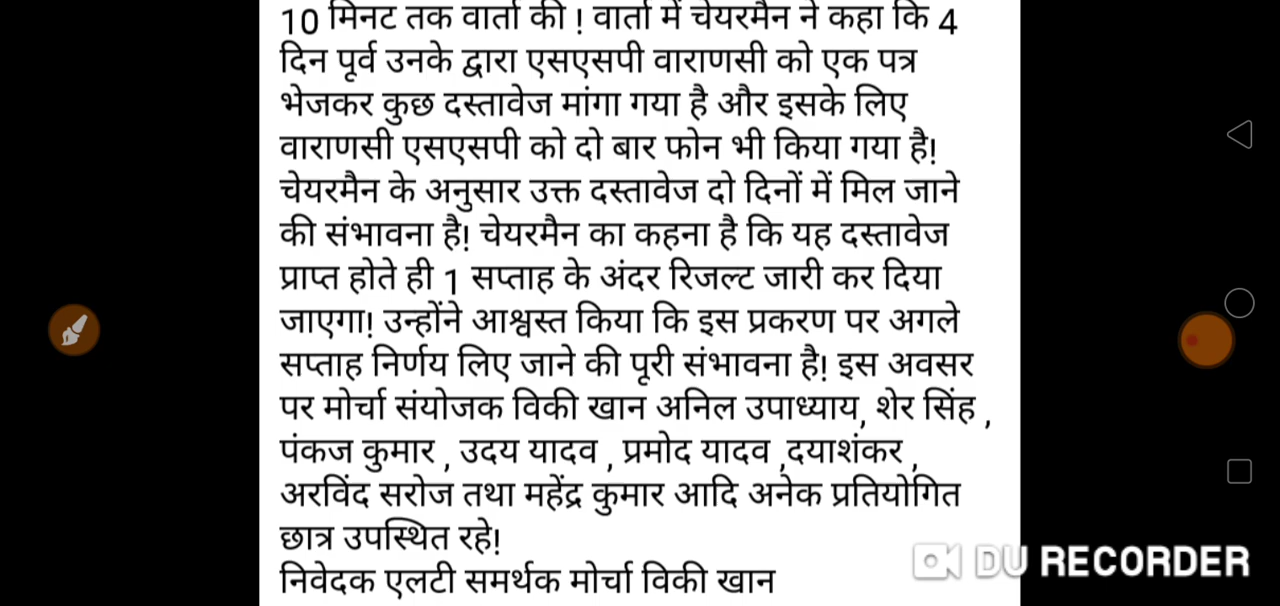 10 मिनट तक वार्ता की ! वार्ता में चेयरमैन ने कहा कि 4
दिन पूर्व उनके द्वारा एसएसपी वाराणसी को एक पत्र
भेजकर कुछ दस्तावेज मांगा गया है और इसके लिए
वाराणसी एसएसपी को दो बार फोन भी किया गया है!
चेयरमैन के अनुसार उक्त दस्तावेज दो दिनों में मिल जाने
की संभावना है! चेयरमैन का कहना है कि यह दस्तावेज
प्राप्त होते ही 1 सप्ताह के अंदर रिजल्ट जारी कर दिया
जाएगा! उन्होंने आश्वस्त किया कि इस प्रकरण पर अगले
सप्ताह निर्णय लिए जाने की पूरी संभावना है! इस अवसर
पर मोर्चा संयोजक विकी खान अनिल उपाध्याय, शेर सिंह ,
पंकज कुमार , उदय यादव , प्रमोद यादव ,दयाशंकर ,
अरविंद सरोज तथा महेंद्र कुमार आदि अनेक प्रतियोगित
छात्र उपस्थित रहे!
निवेदक एलटी समर्थक मोर्चा विकी खान
DU RECORDER